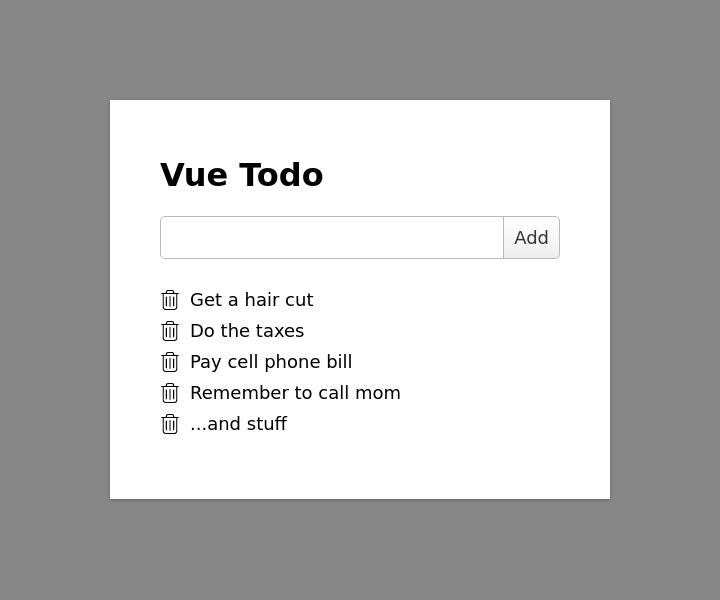 Vue Todo
Add
Get a hair cut
Do the taxes
Pay cell phone bill
Remember to call mom
...and stuff